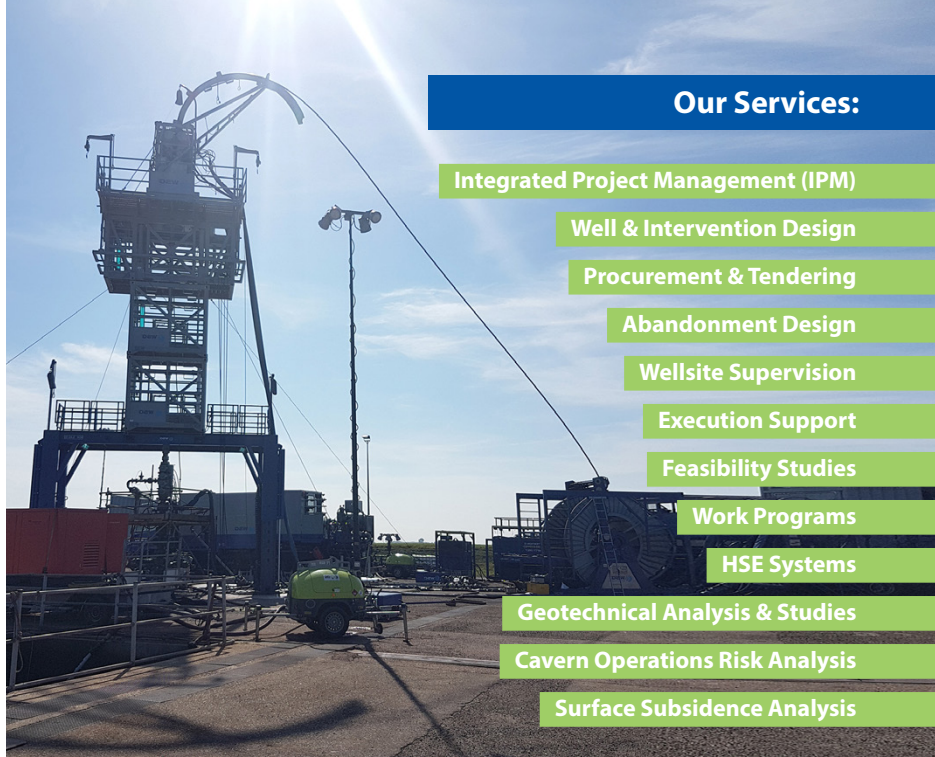 Our Services:
Integrated Project Management (IPM)
Well & Intervention Design
Procurement & Tendering
Abandonment Design
Wellsite Supervision
Execution Support
Feasibility Studies
Work Programs
HSE Systems
Geotechnical Analysis & Studies
Cavern Operations Risk Analysis
Surface Subsidence Analysis